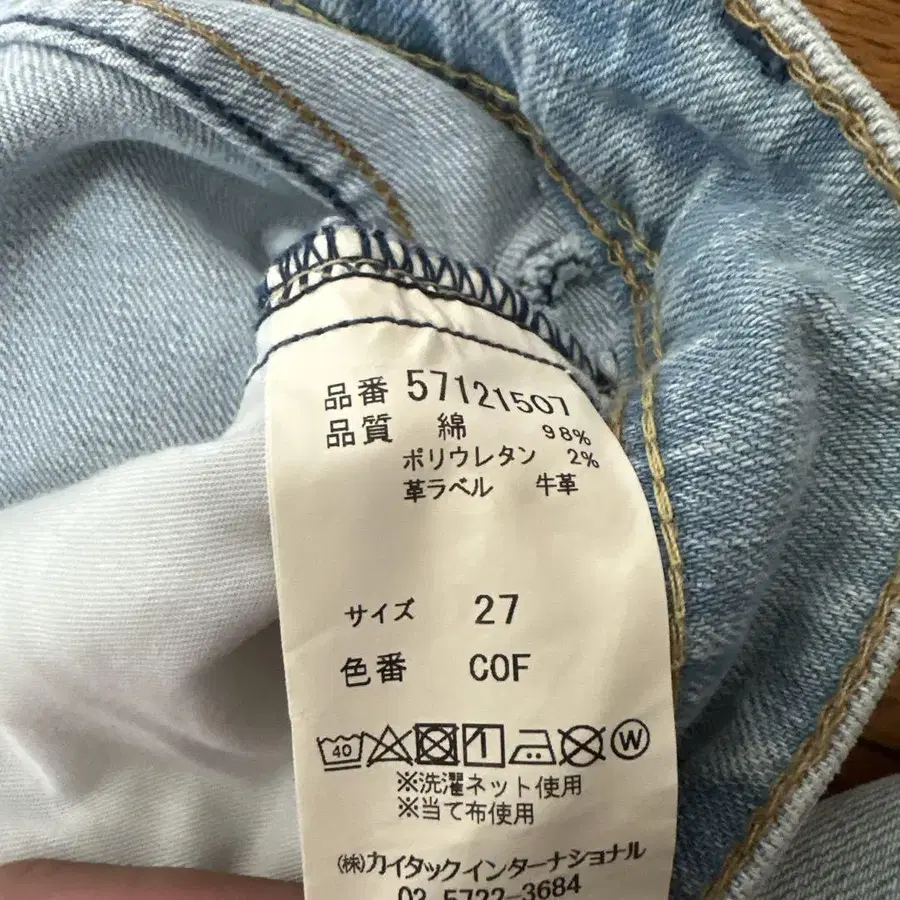 品番 57121507
品質 綿 98%
ポリウレタン 2%
革ラベル 牛革
サイズ 27
色番 COF
40 W
※洗濯ネット使用
※当て布使用
(株)カイタックインターナショナル
03-5722-3684